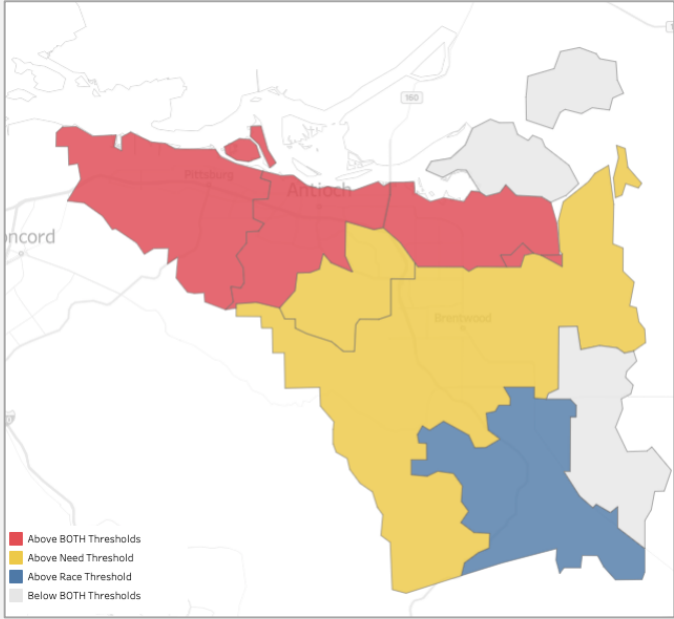 160
Pittsburg
Antioch
oncord
Brentwood
Above BOTH Thresholds
Above Need Threshold
Above Race Threshold
Below BOTH Thresholds